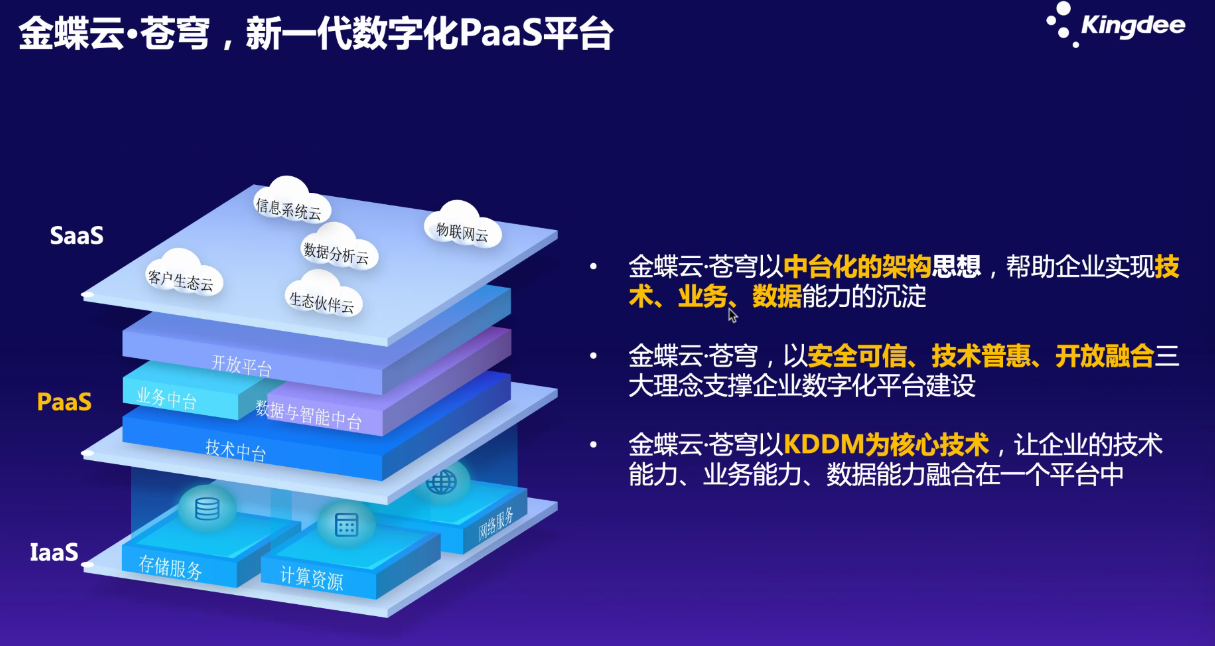 金蝶云·苍穹，新一代数字化PaaS平台
Kingdee
SaaS
信息系统云
物联网云
数据分析云
客户生态云
生态伙伴云
PaaS
开放平台
业务中台
数据与智能中台
技术中台
IaaS
网络服务
存储服务
计算资源
• 金蝶云·苍穹以中台化的架构思想，帮助企业实现技
术、业务、数据能力的沉淀
• 金蝶云·苍穹，以安全可信、技术普惠、开放融合三
大理念支撑企业数字化平台建设
• 金蝶云·苍穹以KDDM为核心技术，让企业的技术
能力、业务能力、数据能力融合在一个平台中